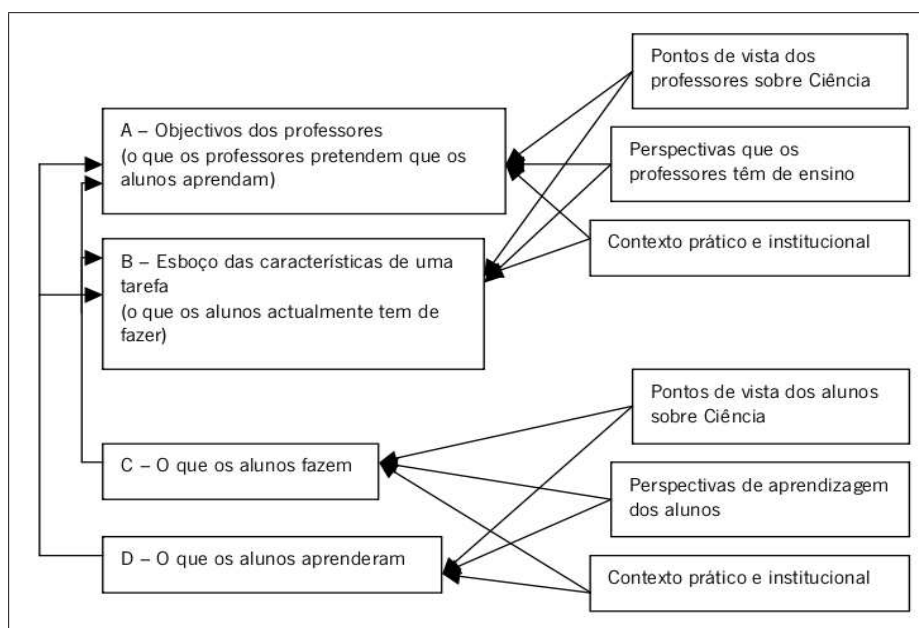 Pontos de vista dos
professores sobre Ciência
A – Objectivos dos professores
(o que os professores pretendem que os
alunos aprendam)
Perspectivas que os
professores têm de ensino
Contexto prático e institucional
B – Esboço das características de uma
tarefa
(o que os alunos actualmente tem de
fazer)
Pontos de vista dos alunos
sobre Ciência
C – O que os alunos fazem
Perspectivas de aprendizagem
dos alunos
D – O que os alunos aprenderam
Contexto prático e institucional